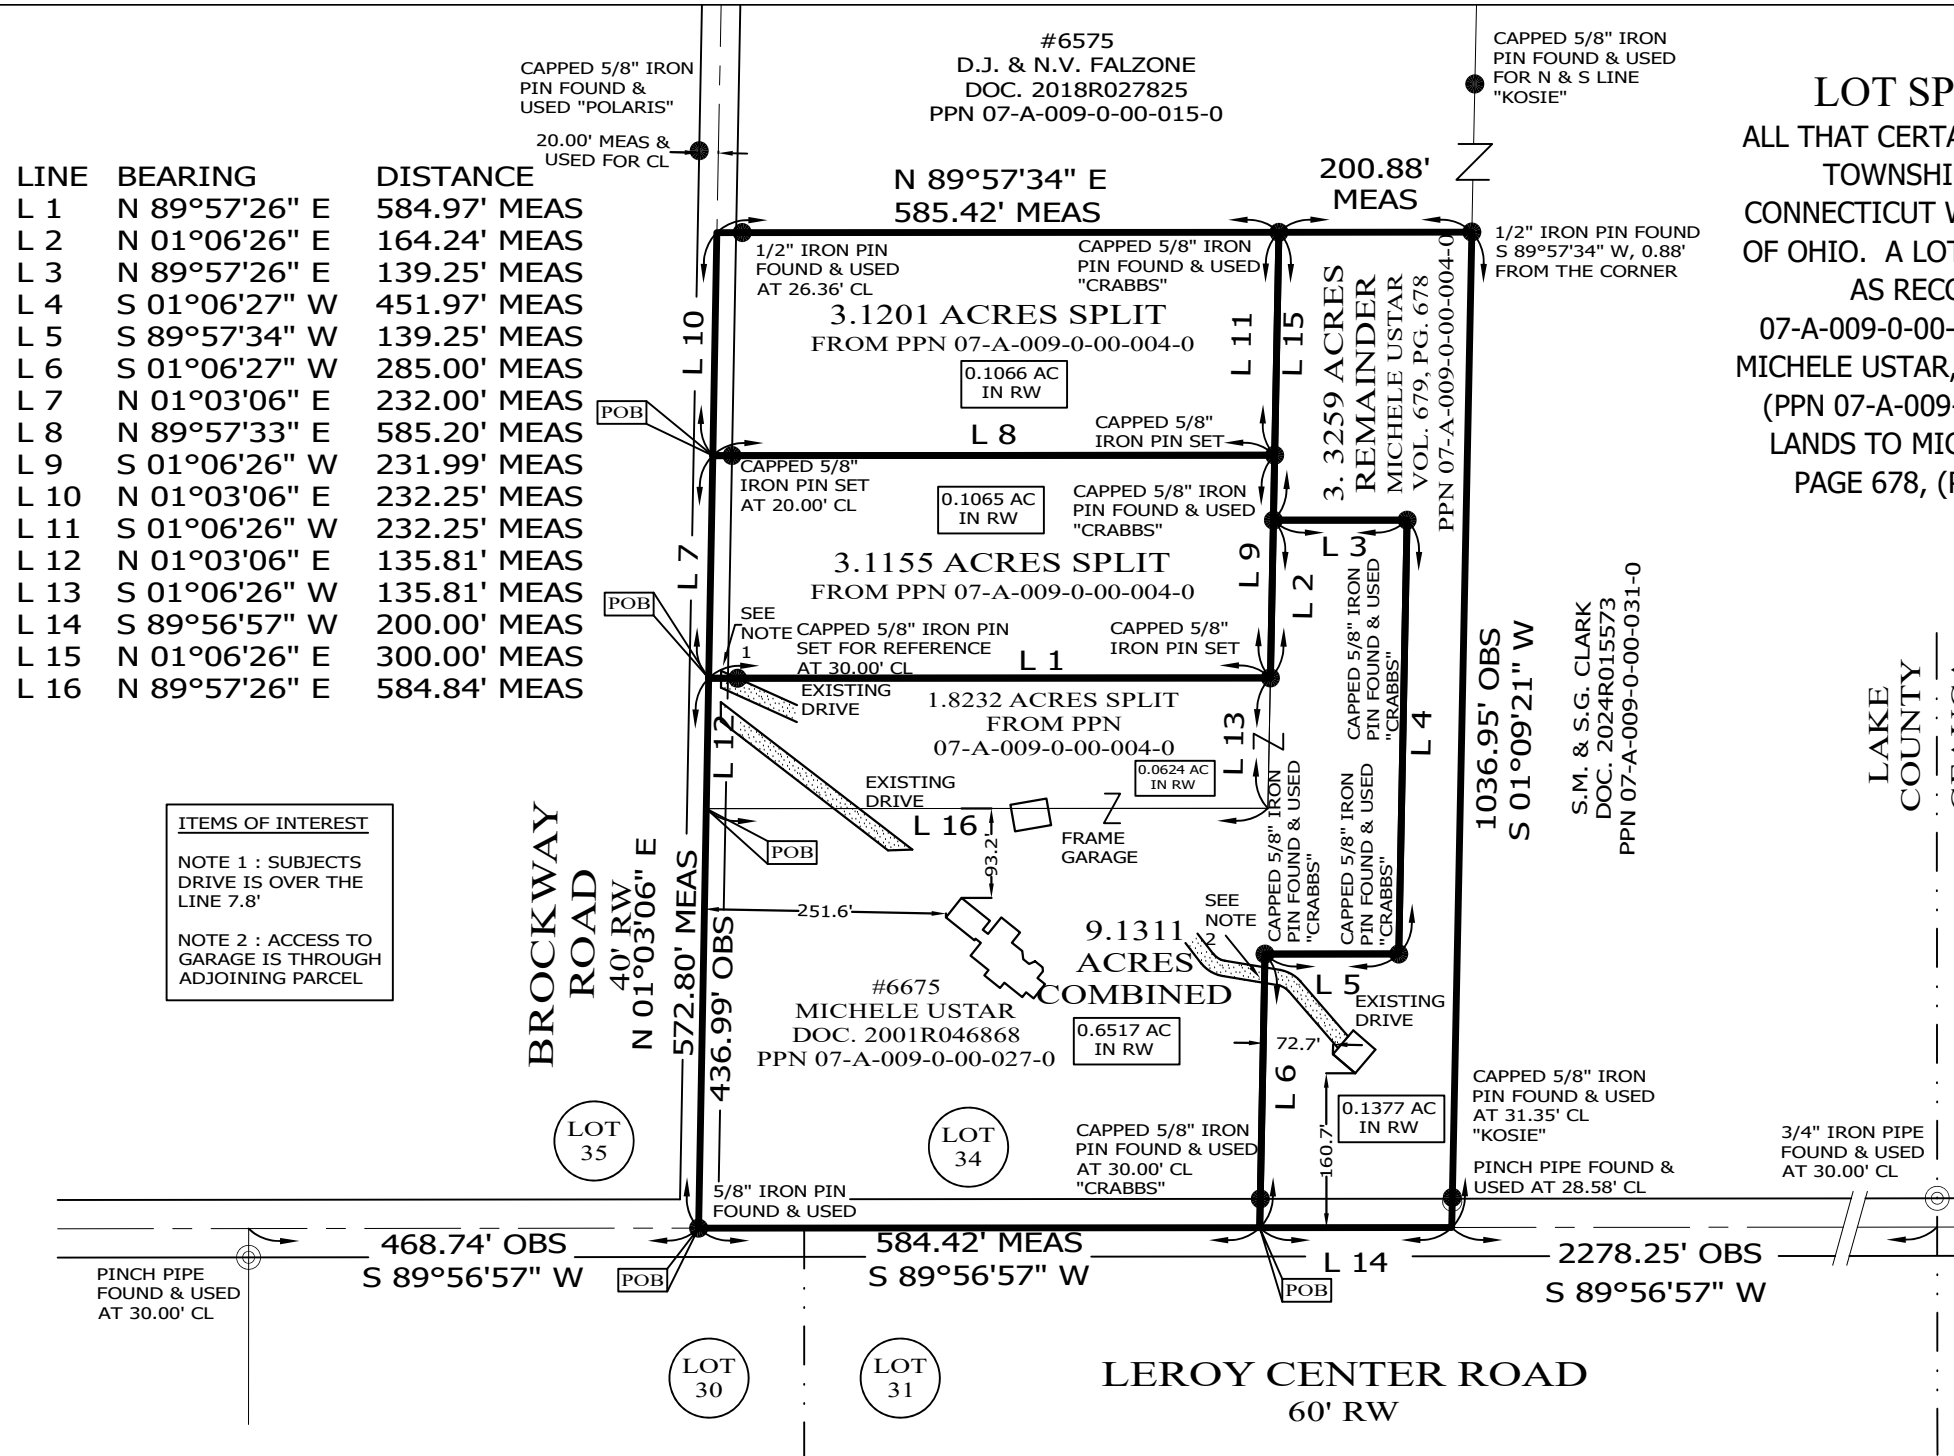 #6575
D.J. & N.V. FALZONE
DOC. 2018R027825
PPN 07-A-009-0-00-015-0
CAPPED 5/8" IRON
PIN FOUND &
USED "POLARIS"
20.00' MEAS &
USED FOR CL
CAPPED 5/8" IRON
PIN FOUND & USED
FOR N & S LINE
"KOSIE"
LOT SP
ALL THAT CERTA
TOWNSHI
CONNECTICUT W
OF OHIO. A LOT
AS RECO
07-A-009-0-00-
MICHELE USTAR,
(PPN 07-A-009-
LANDS TO MIC
PAGE 678, (P
LINE BEARING DISTANCE
L 1 N 89°57'26" E 584.97' MEAS
L 2 N 01°06'26" E 164.24' MEAS
L 3 N 89°57'26" E 139.25' MEAS
L 4 S 01°06'27" W 451.97' MEAS
L 5 S 89°57'34" W 139.25' MEAS
L 6 S 01°06'27" W 285.00' MEAS
L 7 N 01°03'06" E 232.00' MEAS
L 8 N 89°57'33" E 585.20' MEAS
L 9 S 01°06'26" W 231.99' MEAS
L 10 N 01°03'06" E 232.25' MEAS
L 11 S 01°06'26" W 232.25' MEAS
L 12 N 01°03'06" E 135.81' MEAS
L 13 S 01°06'26" W 135.81' MEAS
L 14 S 89°56'57" W 200.00' MEAS
L 15 N 01°06'26" E 300.00' MEAS
L 16 N 89°57'26" E 584.84' MEAS
N 89°57'34" E
585.42' MEAS
200.88'
MEAS
1/2" IRON PIN FOUND
S 89°57'34" W, 0.88'
FROM THE CORNER
1/2" IRON PIN
FOUND & USED
AT 26.36' CL
CAPPED 5/8" IRON
PIN FOUND & USED
"CRABBS"
3.1201 ACRES SPLIT
FROM PPN 07-A-009-0-00-004-0
0.1066 AC
IN RW
L 10
L 11
L 15
3. 3259 ACRES
REMAINDER
MICHELE USTAR
VOL. 679, PG. 678
PPN 07-A-009-0-00-004-0
POB
L 8
CAPPED 5/8"
IRON PIN SET
CAPPED 5/8"
IRON PIN SET
AT 20.00' CL
0.1065 AC
IN RW
CAPPED 5/8" IRON
PIN FOUND & USED
"CRABBS"
3.1155 ACRES SPLIT
FROM PPN 07-A-009-0-00-004-0
L 7
L 9
L 2
L 3
POB
SEE
NOTE
1
CAPPED 5/8" IRON PIN
SET FOR REFERENCE
AT 30.00' CL
L 1
CAPPED 5/8"
IRON PIN SET
CAPPED 5/8" IRON
PIN FOUND & USED
"CRABBS"
L 4
1036.95' OBS
S 01°09'21" W
S.M. & S.G. CLARK
DOC. 2024R015573
PPN 07-A-009-0-00-031-0
LAKE
COUNTY
EXISTING
DRIVE
1.8232 ACRES SPLIT
FROM PPN
07-A-009-0-00-004-0
L 12
L 13
0.0624 AC
IN RW
EXISTING
DRIVE
L 16
FRAME
GARAGE
POB
93.2'
251.6'
CAPPED 5/8" IRON
PIN FOUND & USED
"CRABBS"
CAPPED 5/8" IRON
PIN FOUND & USED
"CRABBS"
ITEMS OF INTEREST
NOTE 1 : SUBJECTS
DRIVE IS OVER THE
LINE 7.8'
NOTE 2 : ACCESS TO
GARAGE IS THROUGH
ADJOINING PARCEL
BROCKWAY
ROAD
40' RW
N 01°03'06" E
572.80' MEAS
436.99' OBS
SEE
NOTE
2
9.1311
ACRES
COMBINED
#6675
MICHELE USTAR
DOC. 2001R046868
PPN 07-A-009-0-00-027-0
0.6517 AC
IN RW
L 5
EXISTING
DRIVE
72.7'
L 6
160.7'
0.1377 AC
IN RW
CAPPED 5/8" IRON
PIN FOUND & USED
AT 31.35' CL
"KOSIE"
PINCH PIPE FOUND &
USED AT 28.58' CL
3/4" IRON PIPE
FOUND & USED
AT 30.00' CL
LOT
35
LOT
34
CAPPED 5/8" IRON
PIN FOUND & USED
AT 30.00' CL
"CRABBS"
5/8" IRON PIN
FOUND & USED
468.74' OBS
S 89°56'57" W
POB
584.42' MEAS
S 89°56'57" W
L 14
POB
2278.25' OBS
S 89°56'57" W
PINCH PIPE
FOUND & USED
AT 30.00' CL
LOT
30
LOT
31
LEROY CENTER ROAD
60' RW